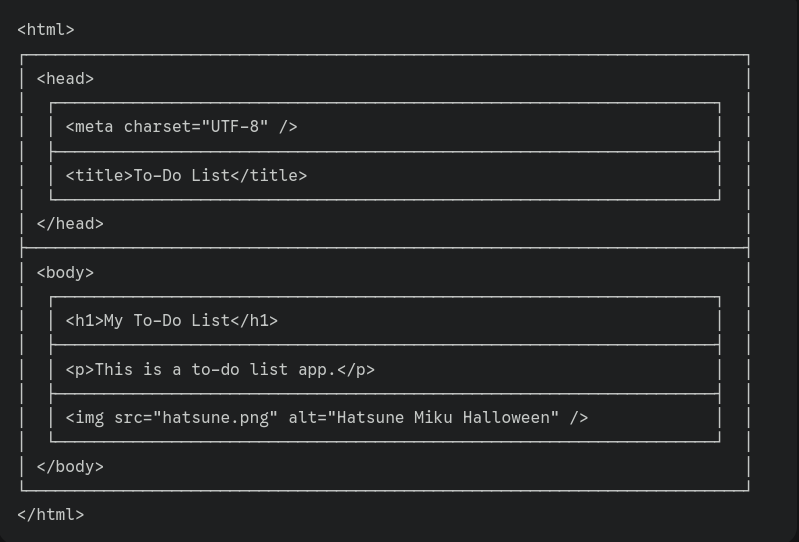 <html>
<head>
<meta charset="UTF-8" />
<title>To-Do List</title>
</head>
<body>
<h1>My To-Do List</h1>
<p>This is a to-do list app.</p>
<img src="hatsune.png" alt="Hatsune Miku Halloween" />
</body>
</html>